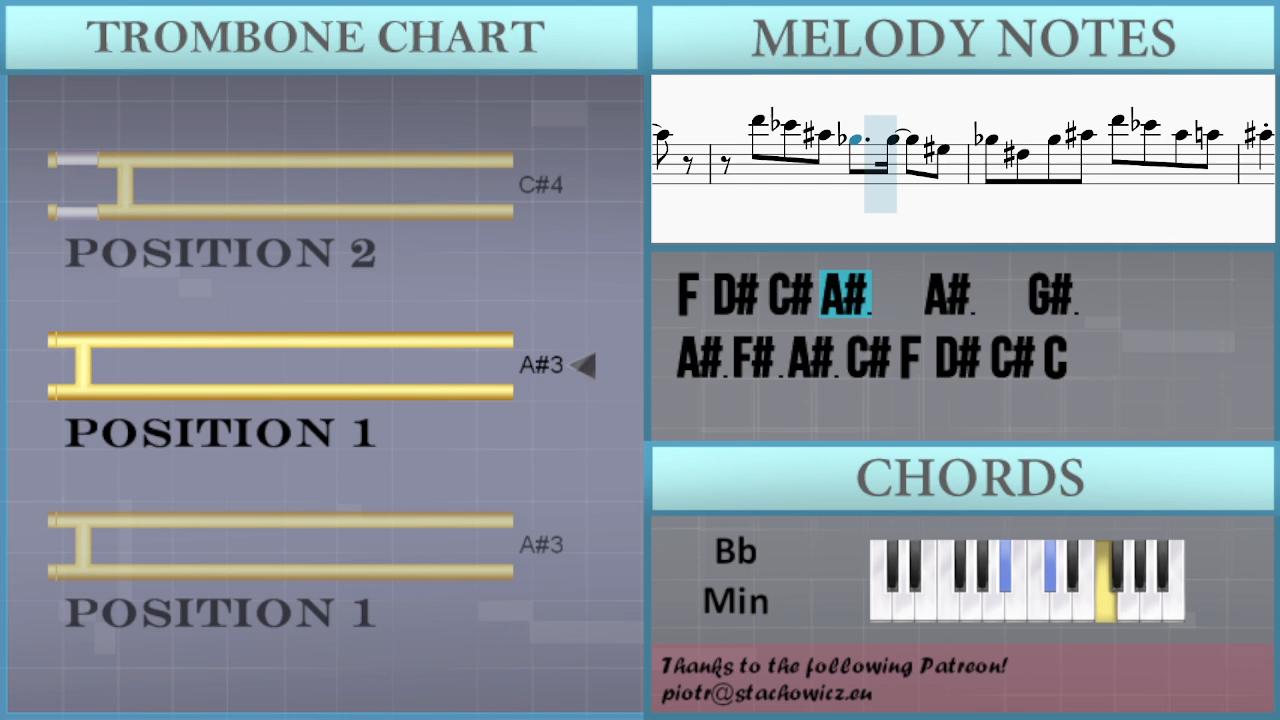 TROMBONE CHART
C#4
POSITION 2
A#3
POSITION 1
A#3
POSITION 1
MELODY NOTES
F D# C# A#. A#. G#.
A#.F#.A#.C# F D# C# C
CHORDS
Bb
Min
Thanks to the following Patreon!
piotr@stachowicz.eu